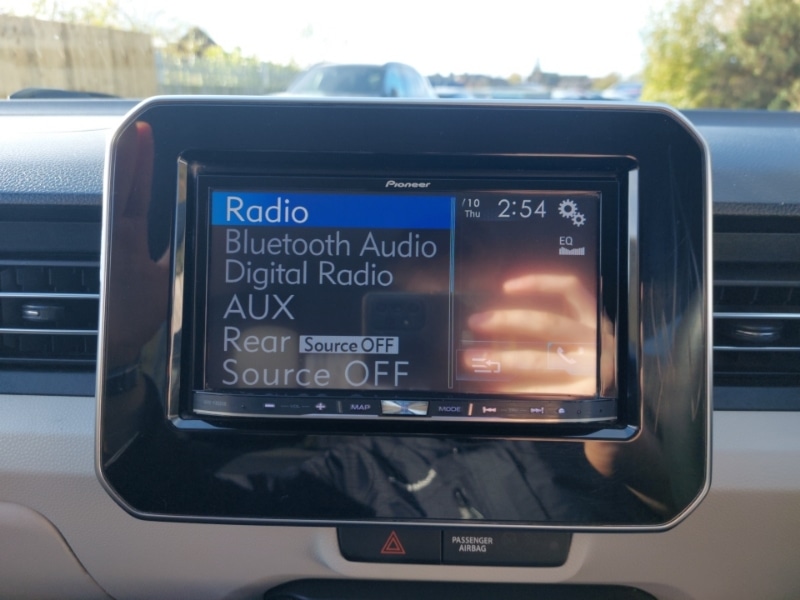 Pioneer
Radio
Bluetooth Audio
Digital Radio
AUX
Rear Source OFF
Source OFF
/10
Thu 2:54
EQ
MAP MODE
PASSENGER
AIRBAG